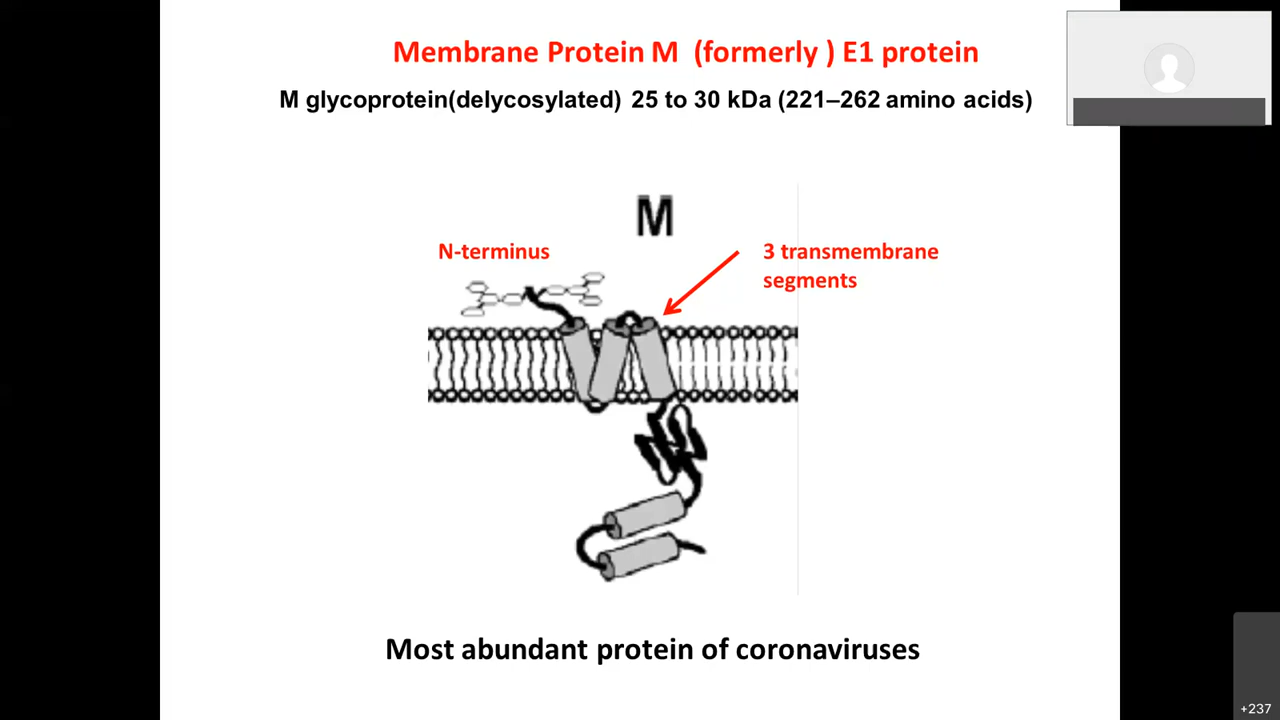 Membrane Protein M (formerly ) E1 protein
M glycoprotein(delycosylated) 25 to 30 kDa (221–262 amino acids)
M
N-terminus
3 transmembrane
segments
Most abundant protein of coronaviruses
+237